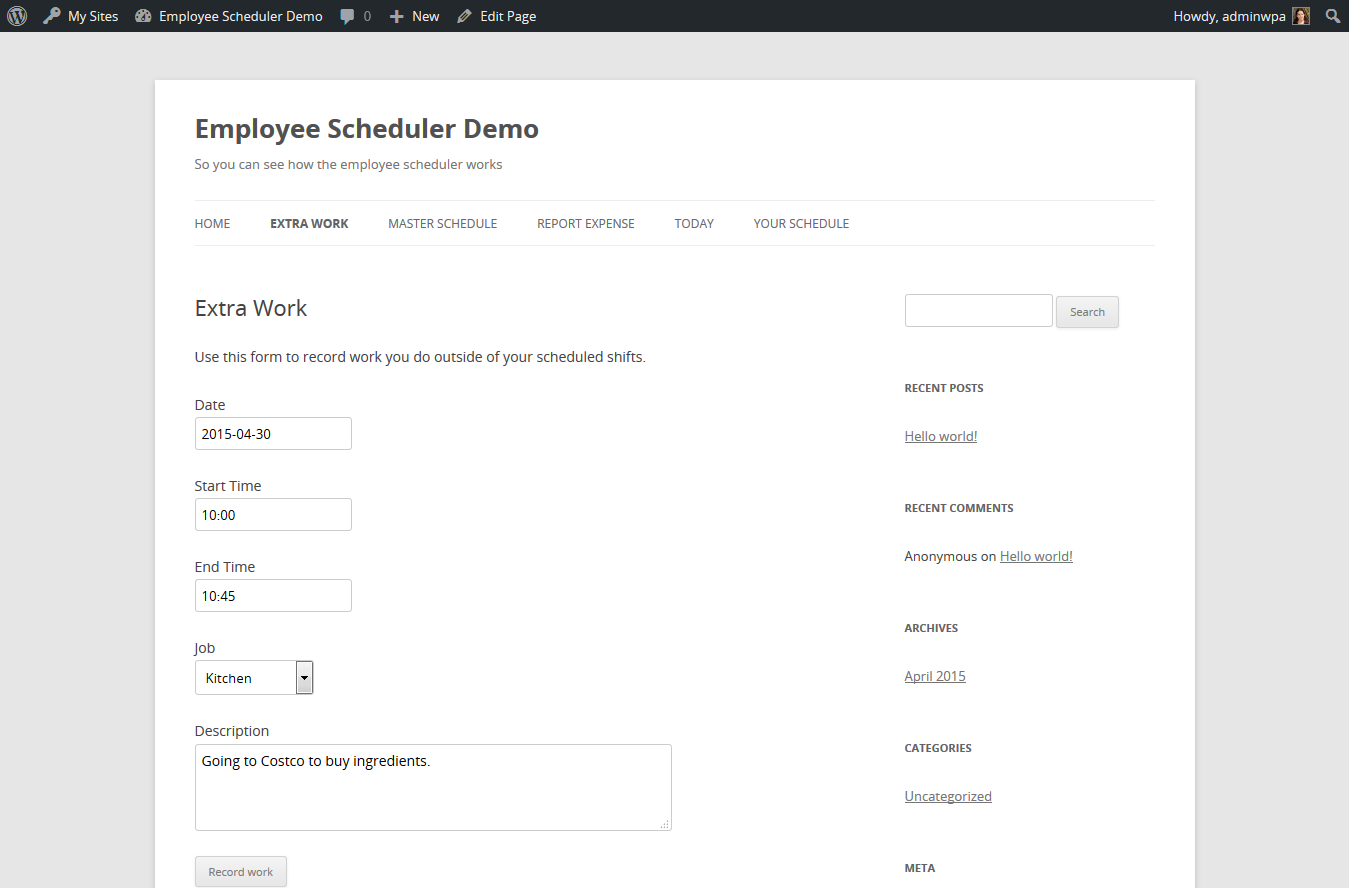 My Sites Employee Scheduler Demo 0 New Edit Page Howdy, adminwpa
Employee Scheduler Demo
So you can see how the employee scheduler works
HOME EXTRA WORK MASTER SCHEDULE REPORT EXPENSE TODAY YOUR SCHEDULE
Extra Work
Use this form to record work you do outside of your scheduled shifts.
Date
2015-04-30
Start Time
10:00
End Time
10:45
Job
Kitchen
Description
Going to Costco to buy ingredients.
Record work
Search
RECENT POSTS
Hello world!
RECENT COMMENTS
Anonymous on Hello world!
ARCHIVES
April 2015
CATEGORIES
Uncategorized
META